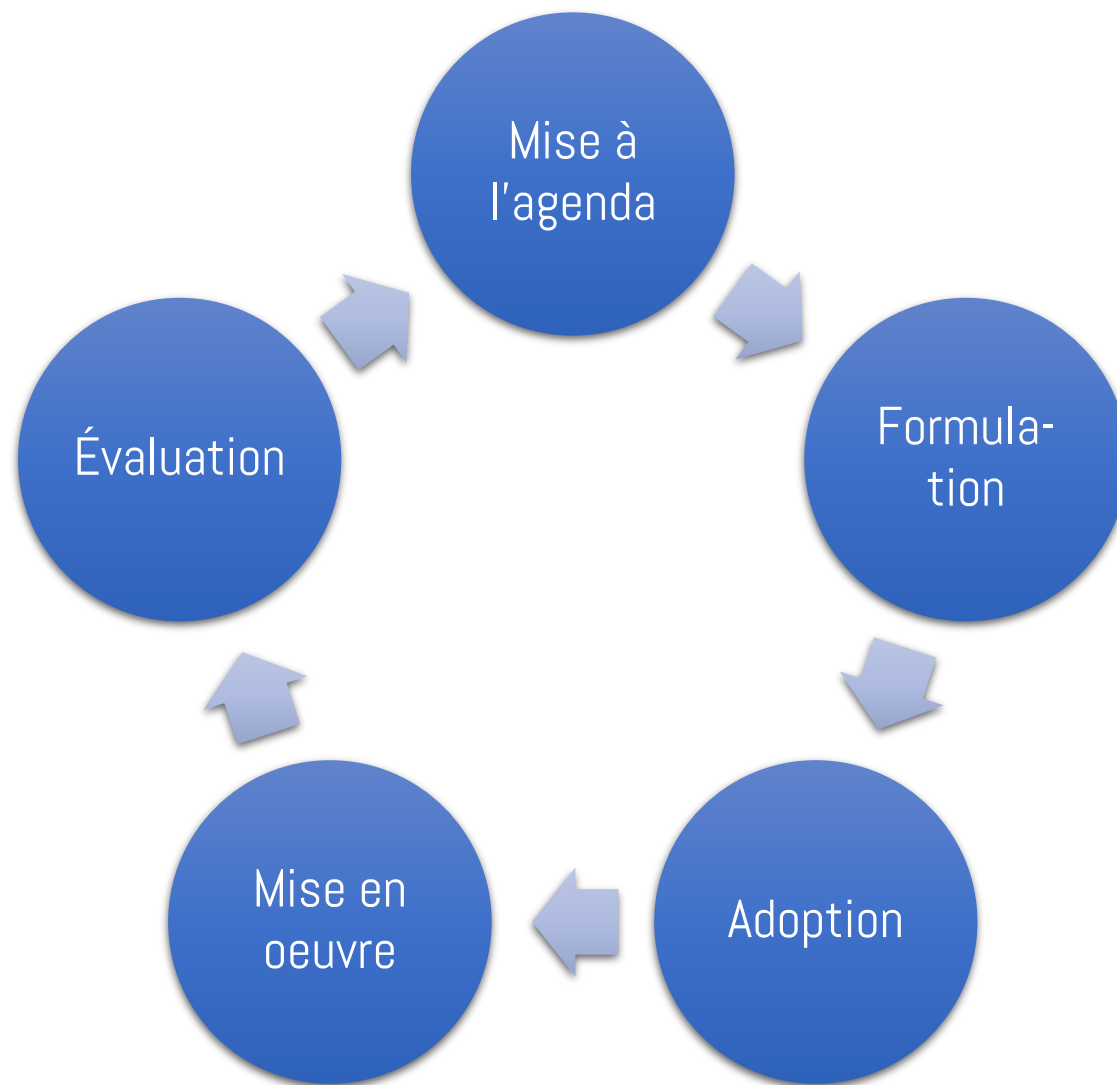 Mise à
l'agenda
Formula-
tion
Adoption
Mise en
oeuvre
Évaluation